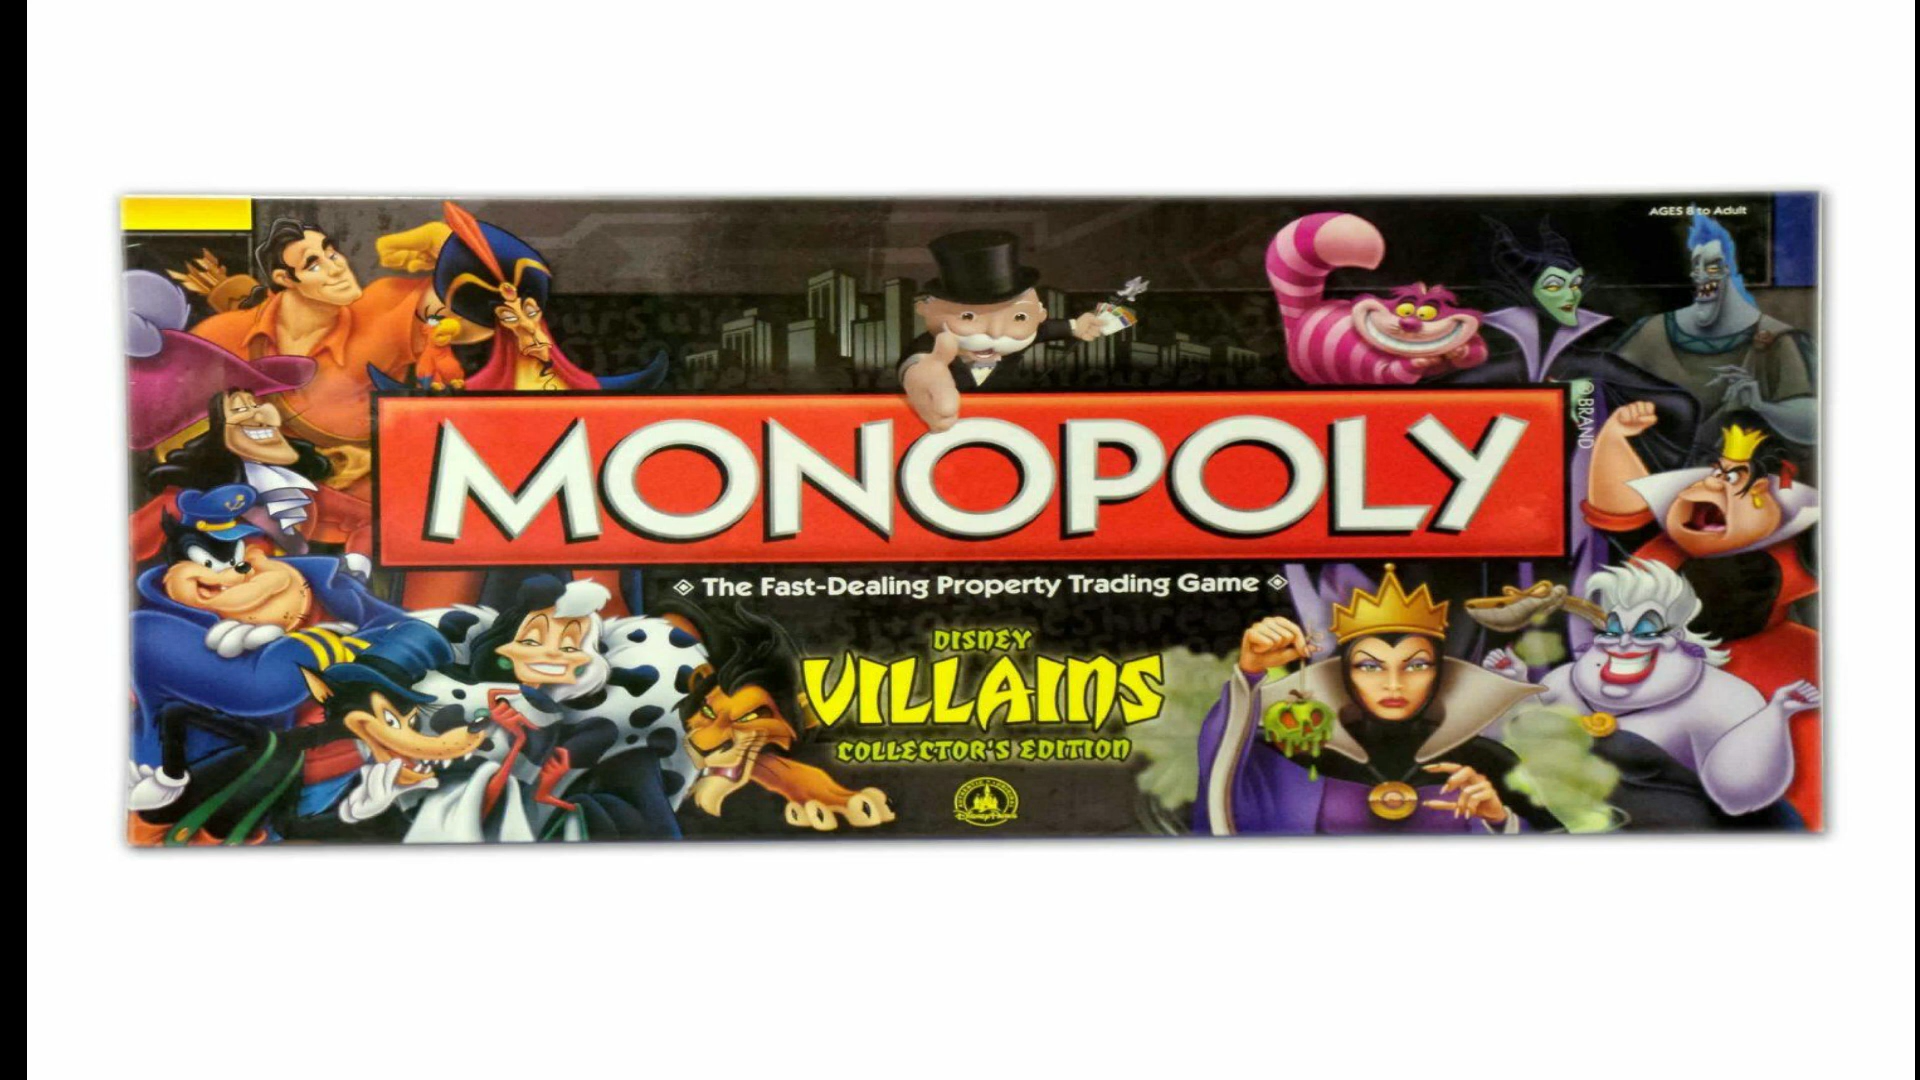 AGES 8 to Adult
MONOPOLY
® BRAND
The Fast-Dealing Property Trading Game
DISNEY
VILLAINS
COLLECTOR'S EDITION